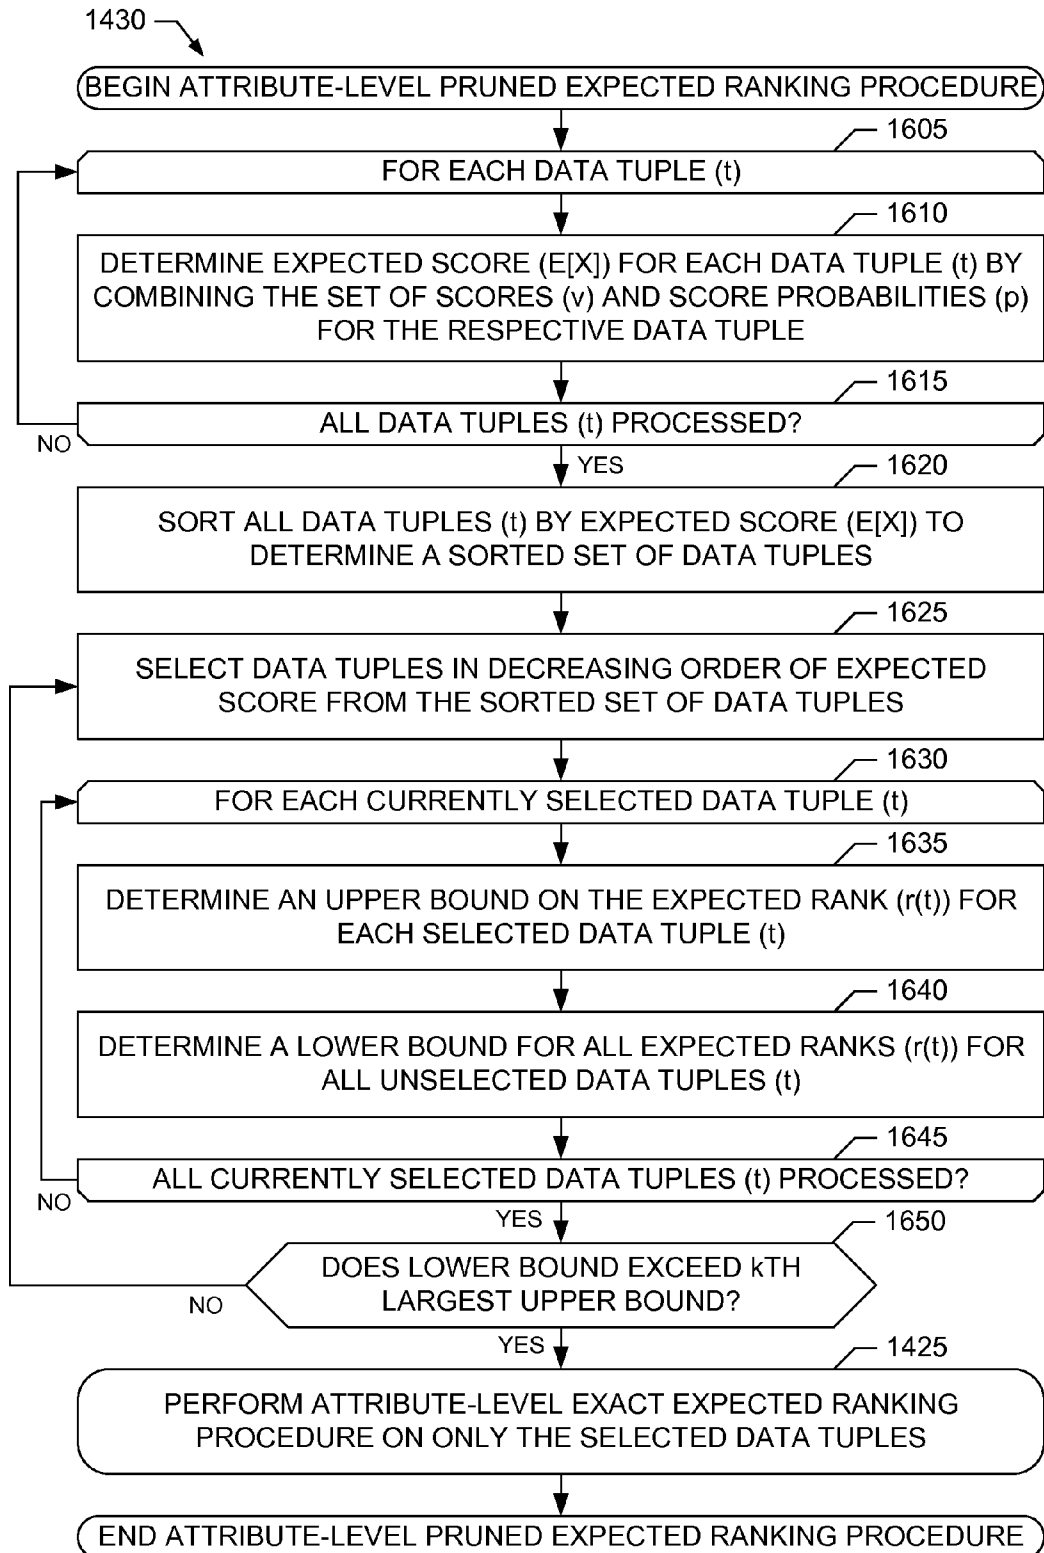 1430
BEGIN ATTRIBUTE-LEVEL PRUNED EXPECTED RANKING PROCEDURE
1605
FOR EACH DATA TUPLE (t)
1610
DETERMINE EXPECTED SCORE (E[X]) FOR EACH DATA TUPLE (t) BY
COMBINING THE SET OF SCORES (v) AND SCORE PROBABILITIES (p)
FOR THE RESPECTIVE DATA TUPLE
1615
ALL DATA TUPLES (t) PROCESSED?
NO
YES
1620
SORT ALL DATA TUPLES (t) BY EXPECTED SCORE (E[X]) TO
DETERMINE A SORTED SET OF DATA TUPLES
1625
SELECT DATA TUPLES IN DECREASING ORDER OF EXPECTED
SCORE FROM THE SORTED SET OF DATA TUPLES
1630
FOR EACH CURRENTLY SELECTED DATA TUPLE (t)
1635
DETERMINE AN UPPER BOUND ON THE EXPECTED RANK (r(t)) FOR
EACH SELECTED DATA TUPLE (t)
1640
DETERMINE A LOWER BOUND FOR ALL EXPECTED RANKS (r(t)) FOR
ALL UNSELECTED DATA TUPLES (t)
1645
ALL CURRENTLY SELECTED DATA TUPLES (t) PROCESSED?
NO
YES
1650
DOES LOWER BOUND EXCEED kTH
LARGEST UPPER BOUND?
NO
YES
1425
PERFORM ATTRIBUTE-LEVEL EXACT EXPECTED RANKING
PROCEDURE ON ONLY THE SELECTED DATA TUPLES
END ATTRIBUTE-LEVEL PRUNED EXPECTED RANKING PROCEDURE